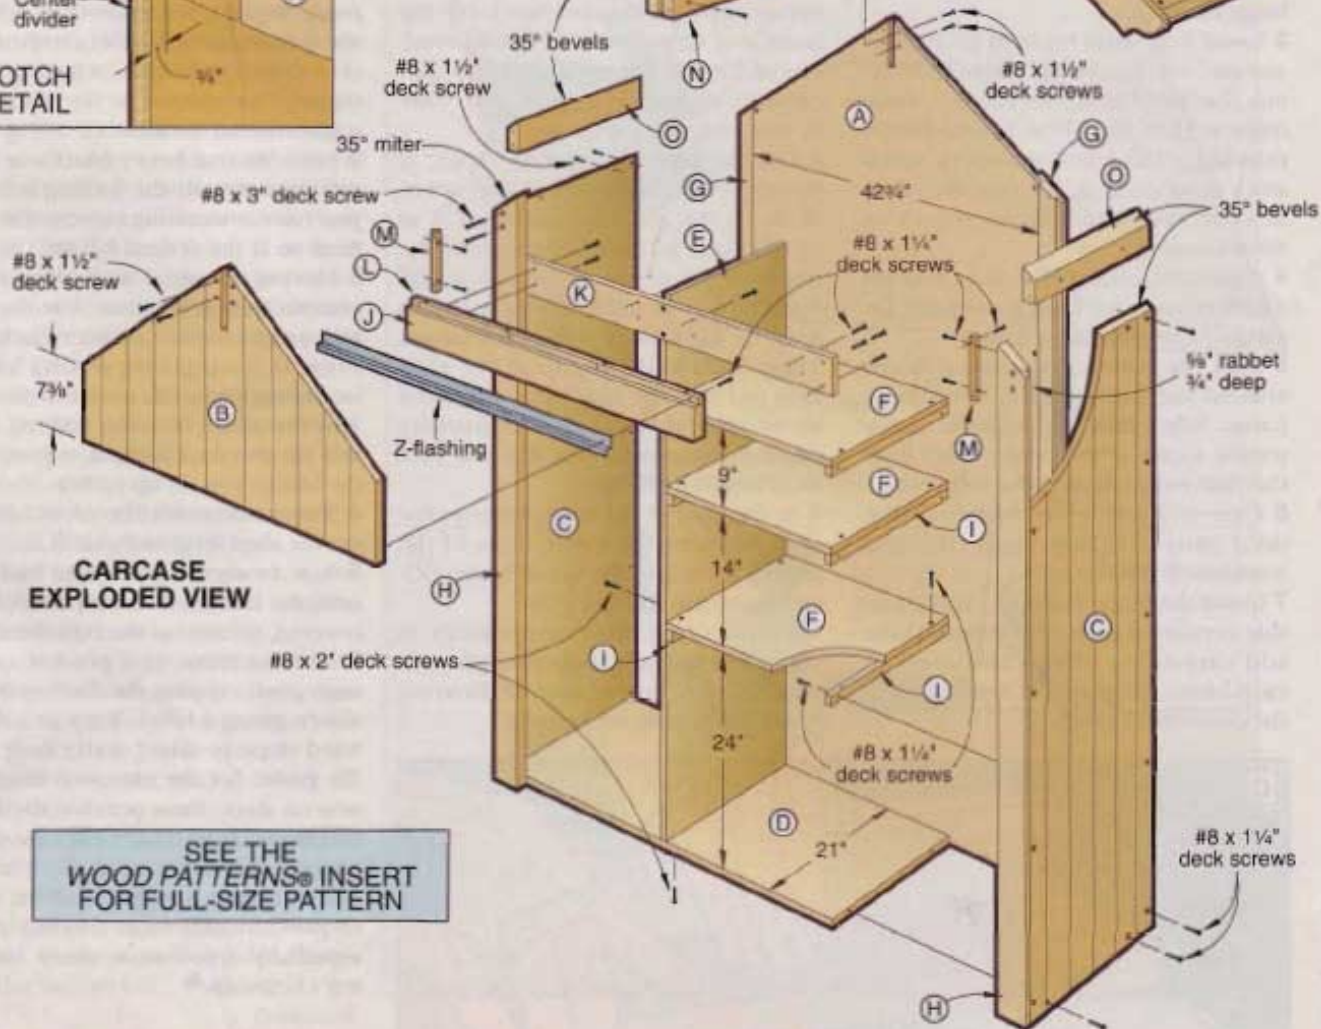 Center
divider
3/4"
OTCH
ETAIL
35° bevels
#8 x 1½"
deck screw
N
O
35° miter
#8 x 3" deck screw
M
L
J
K
#8 x 1½"
deck screw
7⅜"
B
Z-flashing
CARCASE
EXPLODED VIEW
A
#8 x 1½"
deck screws
G
G
42¾"
O
35° bevels
E
#8 x 1¼"
deck screws
⅝" rabbet
¾" deep
F
M
9"
F
I
C
14"
H
F
C
#8 x 2" deck screws
I
I
24"
#8 x 1¼"
deck screws
D
21"
#8 x 1¼"
deck screws
H
SEE THE
WOOD PATTERNS® INSERT
FOR FULL-SIZE PATTERN